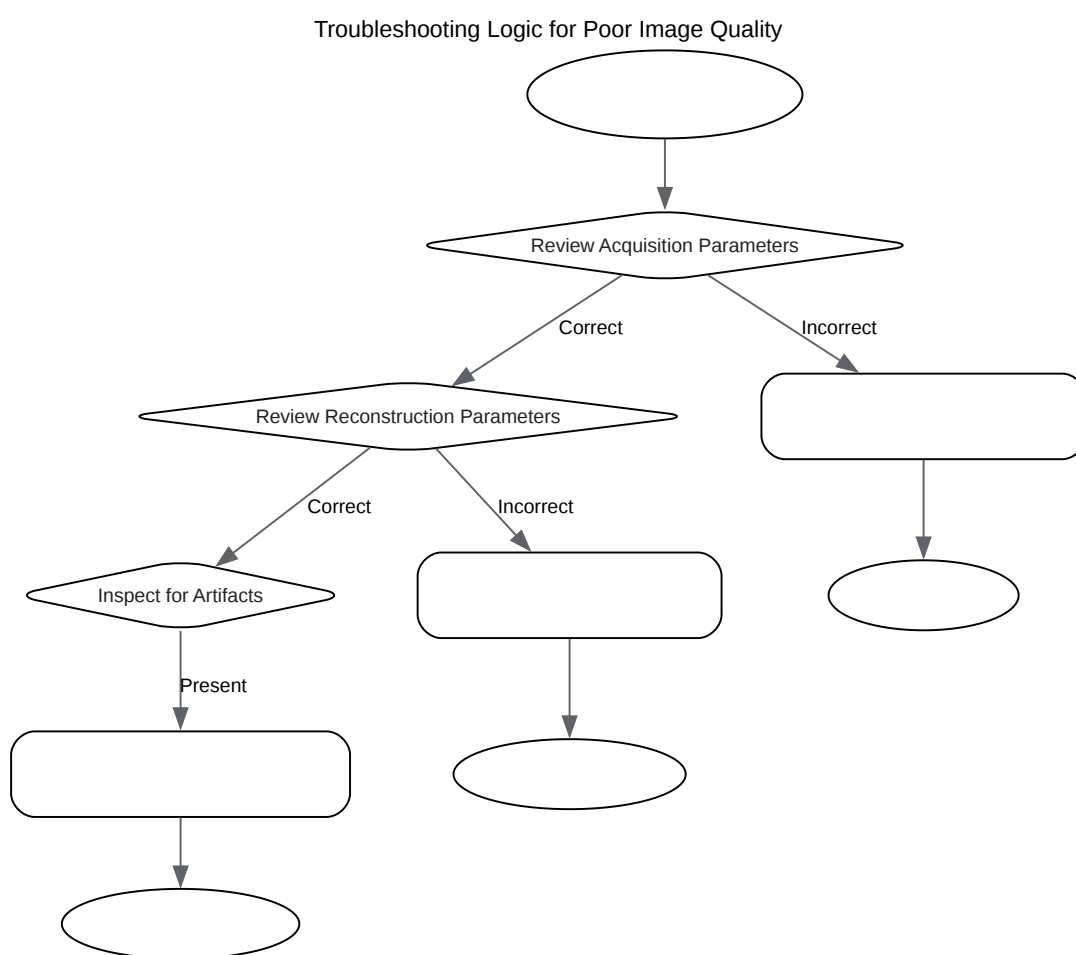 Troubleshooting Logic for Poor Image Quality
Review Acquisition Parameters
Correct
Incorrect
Review Reconstruction Parameters
Correct
Incorrect
Inspect for Artifacts
Present